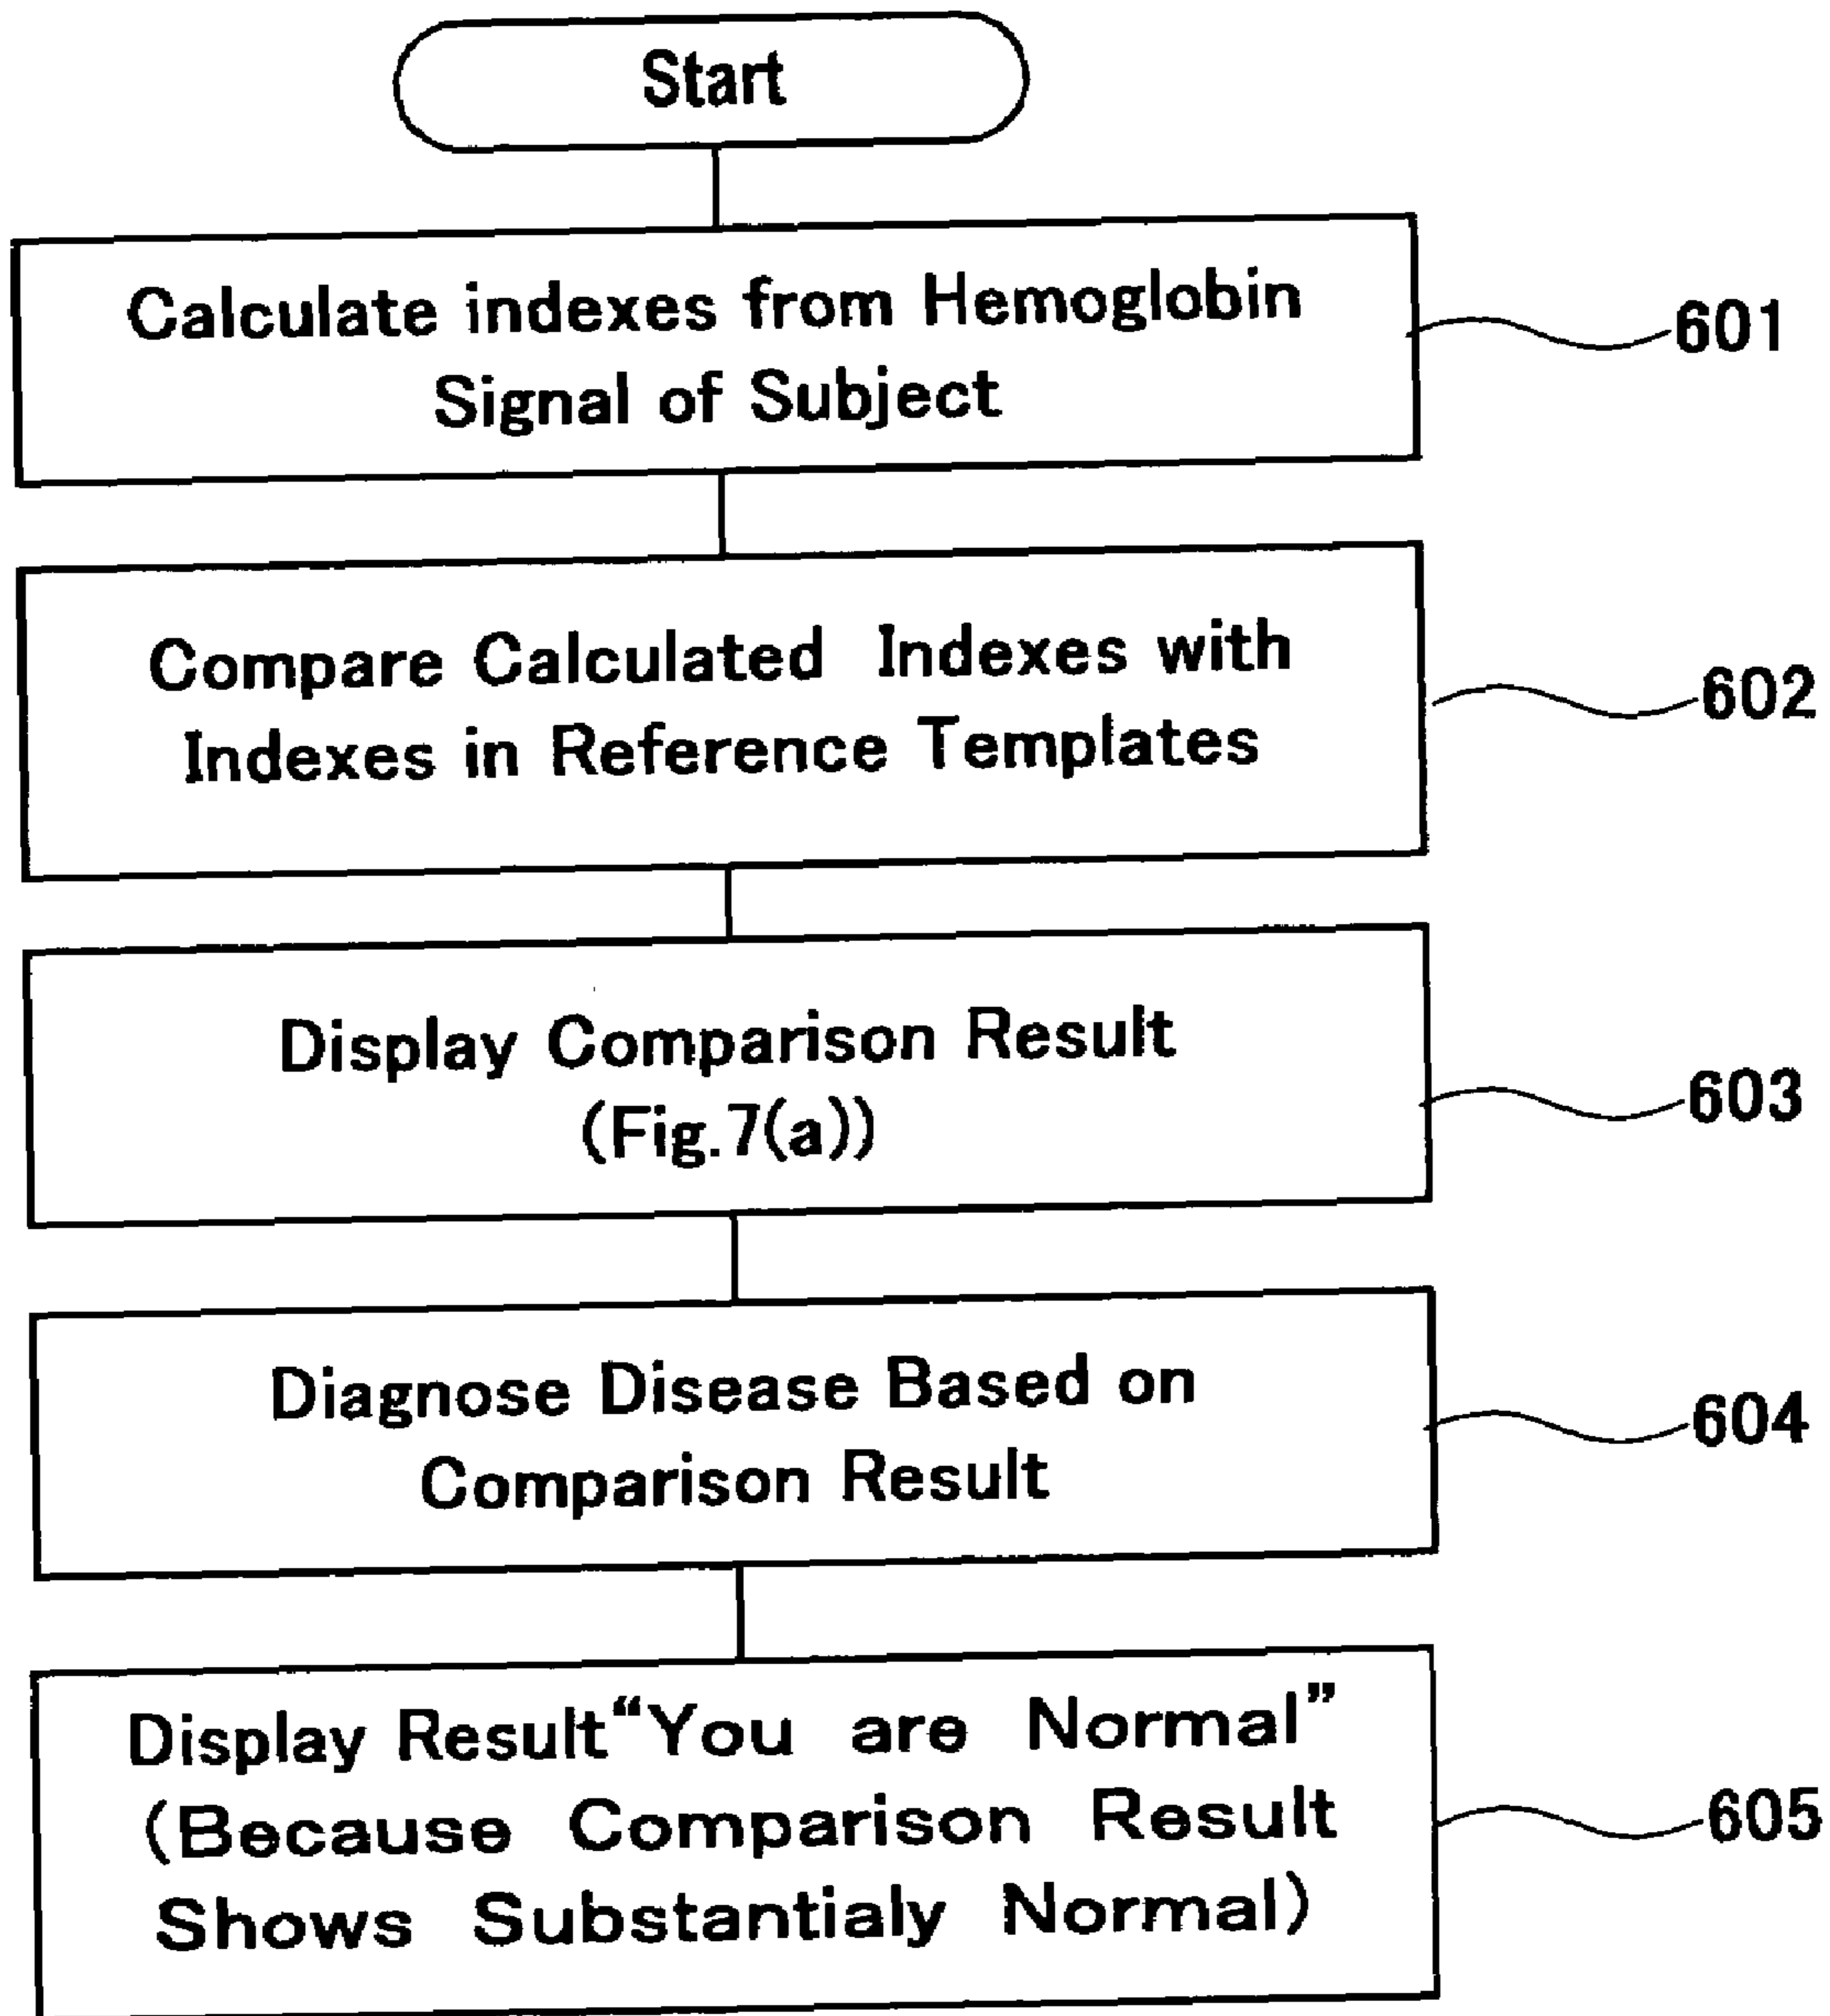 Start
Calculate indexes from Hemoglobin
Signal of Subject
601
Compare Calculated Indexes with
Indexes in Reference Templates
602
Display Comparison Result
(Fig.7(a))
603
Diagnose Disease Based on
Comparison Result
604
Display Result“You are Normal”
(Because Comparison Result
Shows Substantialy Normal)
605